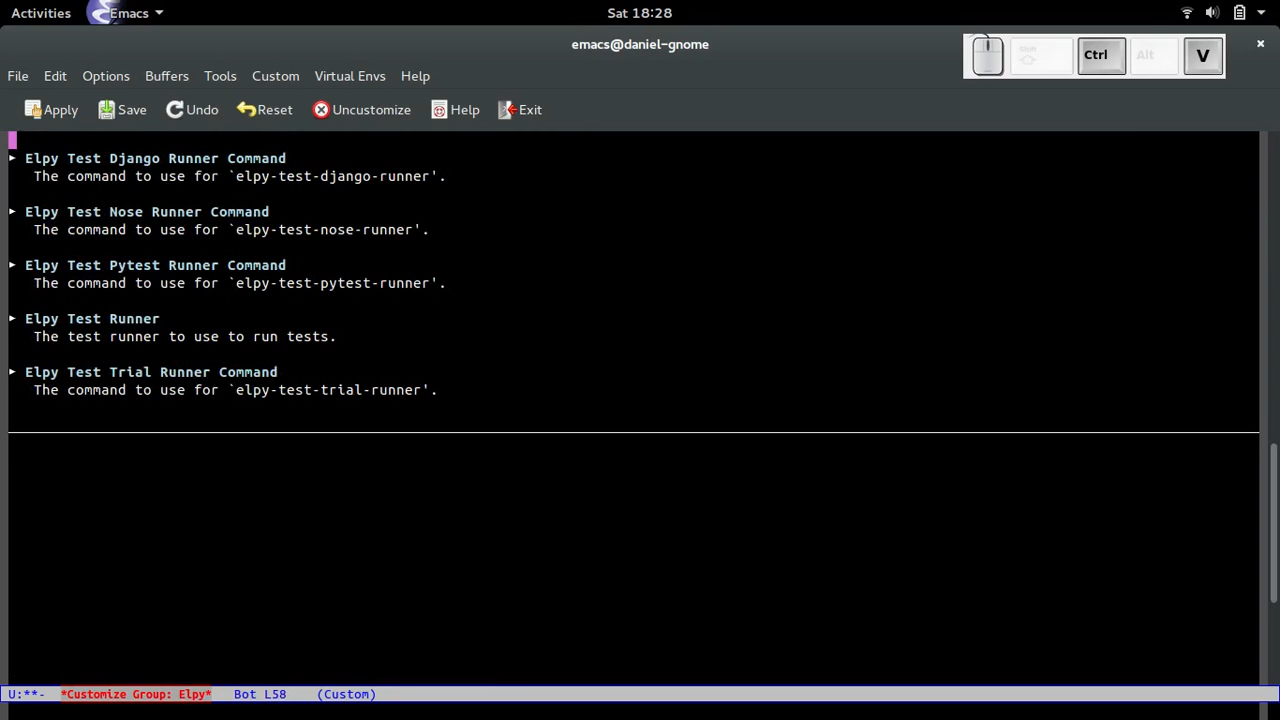 Activities Emacs Sat 18:28
emacs@daniel-gnome
Shift Ctrl Alt V ×
File Edit Options Buffers Tools Custom Virtual Envs Help
Apply Save Undo Reset Uncustomize Help Exit
Elpy Test Django Runner Command
The command to use for `elpy-test-django-runner'.
Elpy Test Nose Runner Command
The command to use for `elpy-test-nose-runner'.
Elpy Test Pytest Runner Command
The command to use for `elpy-test-pytest-runner'.
Elpy Test Runner
The test runner to use to run tests.
Elpy Test Trial Runner Command
The command to use for `elpy-test-trial-runner'.
U:**- *Customize Group: Elpy* Bot L58 (Custom)